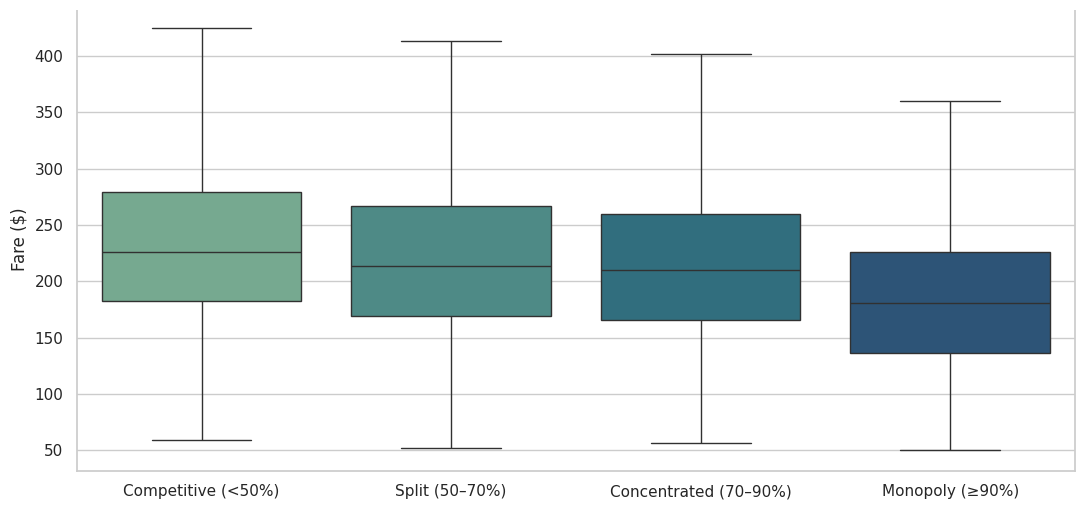 Fare ($)
400
350
300
250
200
150
100
50
Competitive (<50%)
Split (50–70%)
Concentrated (70–90%)
Monopoly (≥90%)